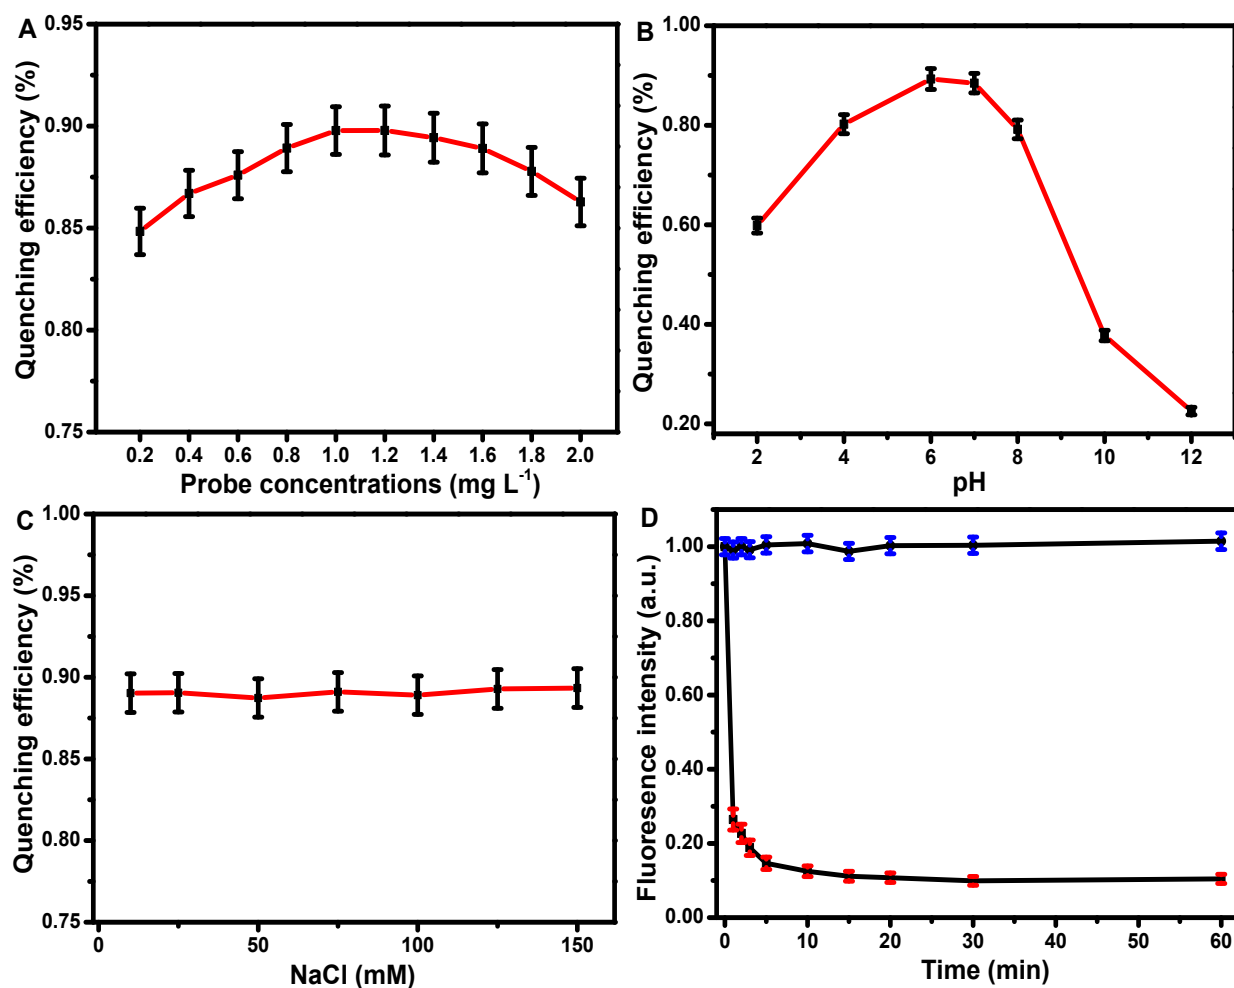 A
Quenching efficiency (%)
0.95
0.90
0.85
0.80
0.75
0.2 0.4 0.6 0.8 1.0 1.2 1.4 1.6 1.8 2.0
Probe concentrations (mg L⁻¹)
B
Quenching efficiency (%)
1.00
0.80
0.60
0.40
0.20
2 4 6 8 10 12
pH
C
Quenching efficiency (%)
1.00
0.95
0.90
0.85
0.80
0.75
0 50 100 150
NaCl (mM)
D
Fluoresence intensity (a.u.)
1.00
0.80
0.60
0.40
0.20
0.00
0 10 20 30 40 50 60
Time (min)